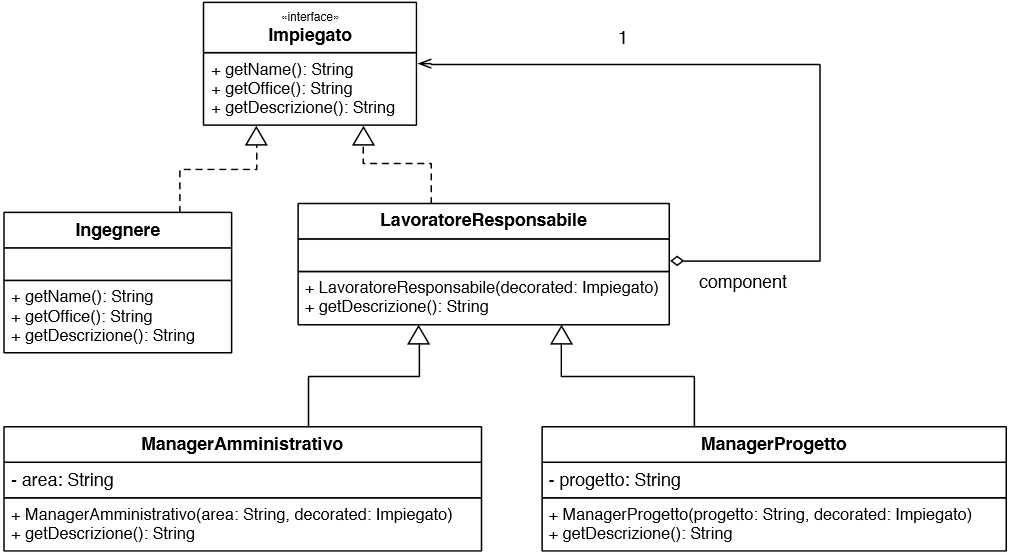 «interface»
Impiegato
+ getName(): String
+ getOffice(): String
+ getDescrizione(): String
1
Ingegnere
+ getName(): String
+ getOffice(): String
+ getDescrizione(): String
LavoratoreResponsabile
+ LavoratoreResponsabile(decorated: Impiegato)
+ getDescrizione(): String
component
ManagerAmministrativo
- area: String
+ ManagerAmministrativo(area: String, decorated: Impiegato)
+ getDescrizione(): String
ManagerProgetto
- progetto: String
+ ManagerProgetto(progetto: String, decorated: Impiegato)
+ getDescrizione(): String